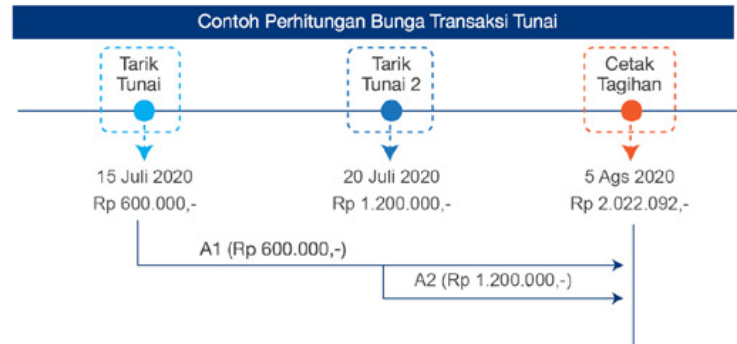 Contoh Perhitungan Bunga Transaksi Tunai
Tarik
Tunai
Tarik
Tunai 2
Cetak
Tagihan
15 Juli 2020
Rp 600.000,-
20 Juli 2020
Rp 1.200.000,-
5 Ags 2020
Rp 2.022.092,-
A1 (Rp 600.000,-)
A2 (Rp 1.200.000,-)